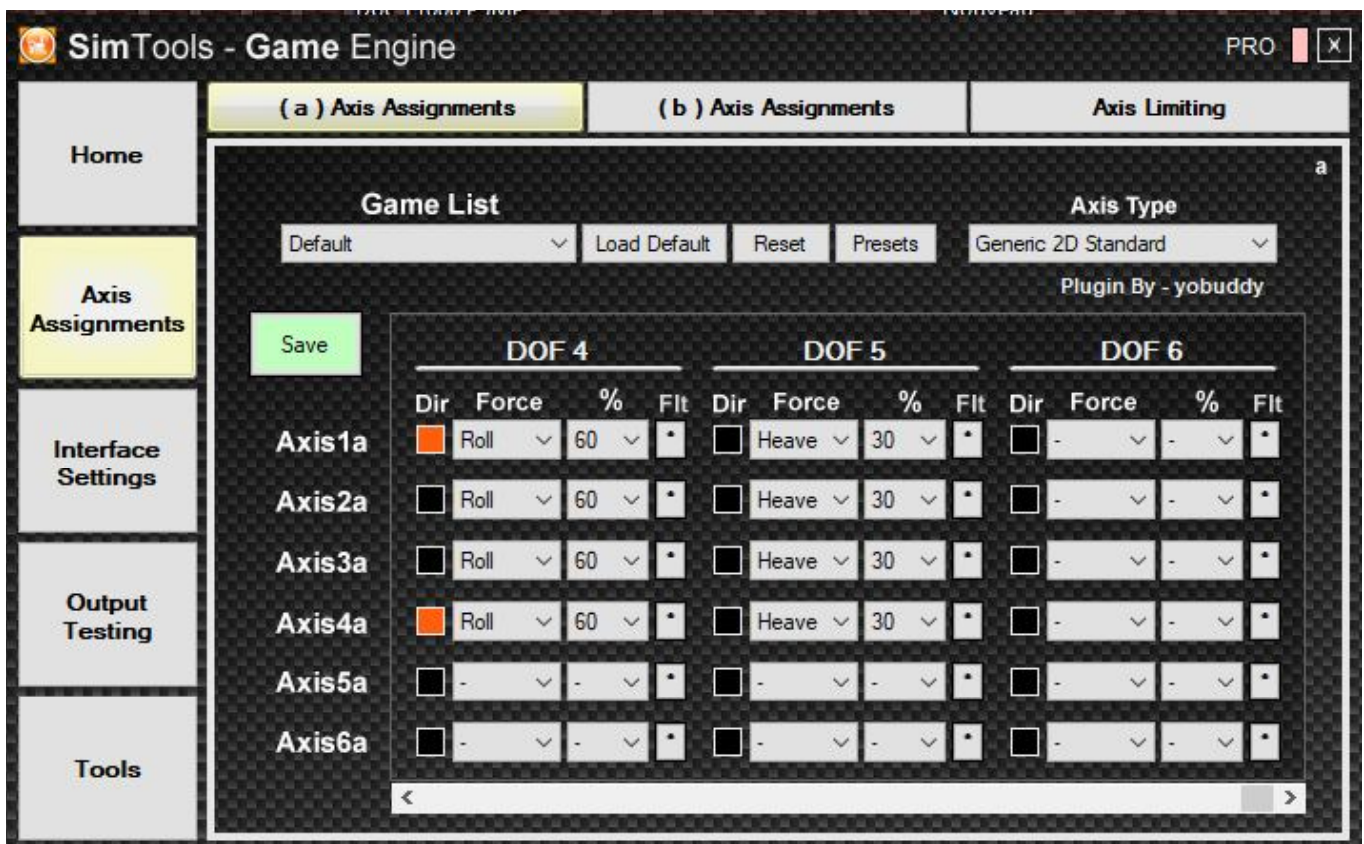 SimTools - Game Engine
PRO
X
( a ) Axis Assignments
( b ) Axis Assignments
Axis Limiting
Home
Axis
Assignments
Interface
Settings
Output
Testing
Tools
a
Game List
Axis Type
Default
Load Default
Reset
Presets
Generic 2D Standard
Plugin By - yobuddy
Save
DOF 4
DOF 5
DOF 6
Dir Force % Flt Dir Force % Flt Dir Force % Flt
Axis1a Roll 60 * Heave 30 * - - *
Axis2a Roll 60 * Heave 30 * - - *
Axis3a Roll 60 * Heave 30 * - - *
Axis4a Roll 60 * Heave 30 * - - *
Axis5a - - * - - * - - *
Axis6a - - * - - * - - *